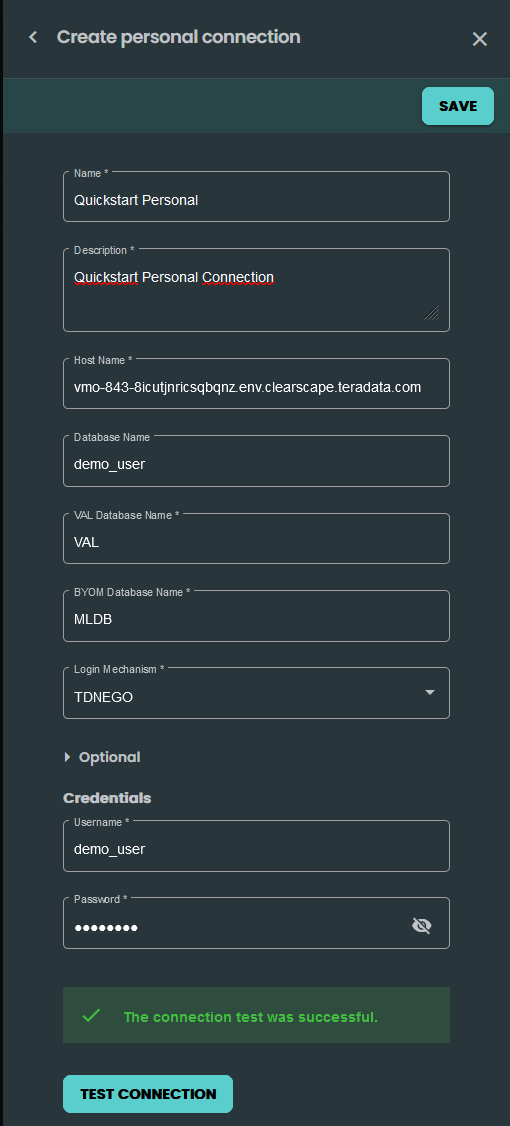 Create personal connection
SAVE
Name *
Quickstart Personal
Description *
Quickstart Personal Connection
Host Name *
vmo-843-8icutjnricsqbqnz.env.clearscape.teradata.com
Database Name
demo_user
VAL Database Name *
VAL
BYOM Database Name *
MLDB
Login Mechanism *
TDNEGO
Optional
Credentials
Username *
demo_user
Password *
••••••••
The connection test was successful.
TEST CONNECTION